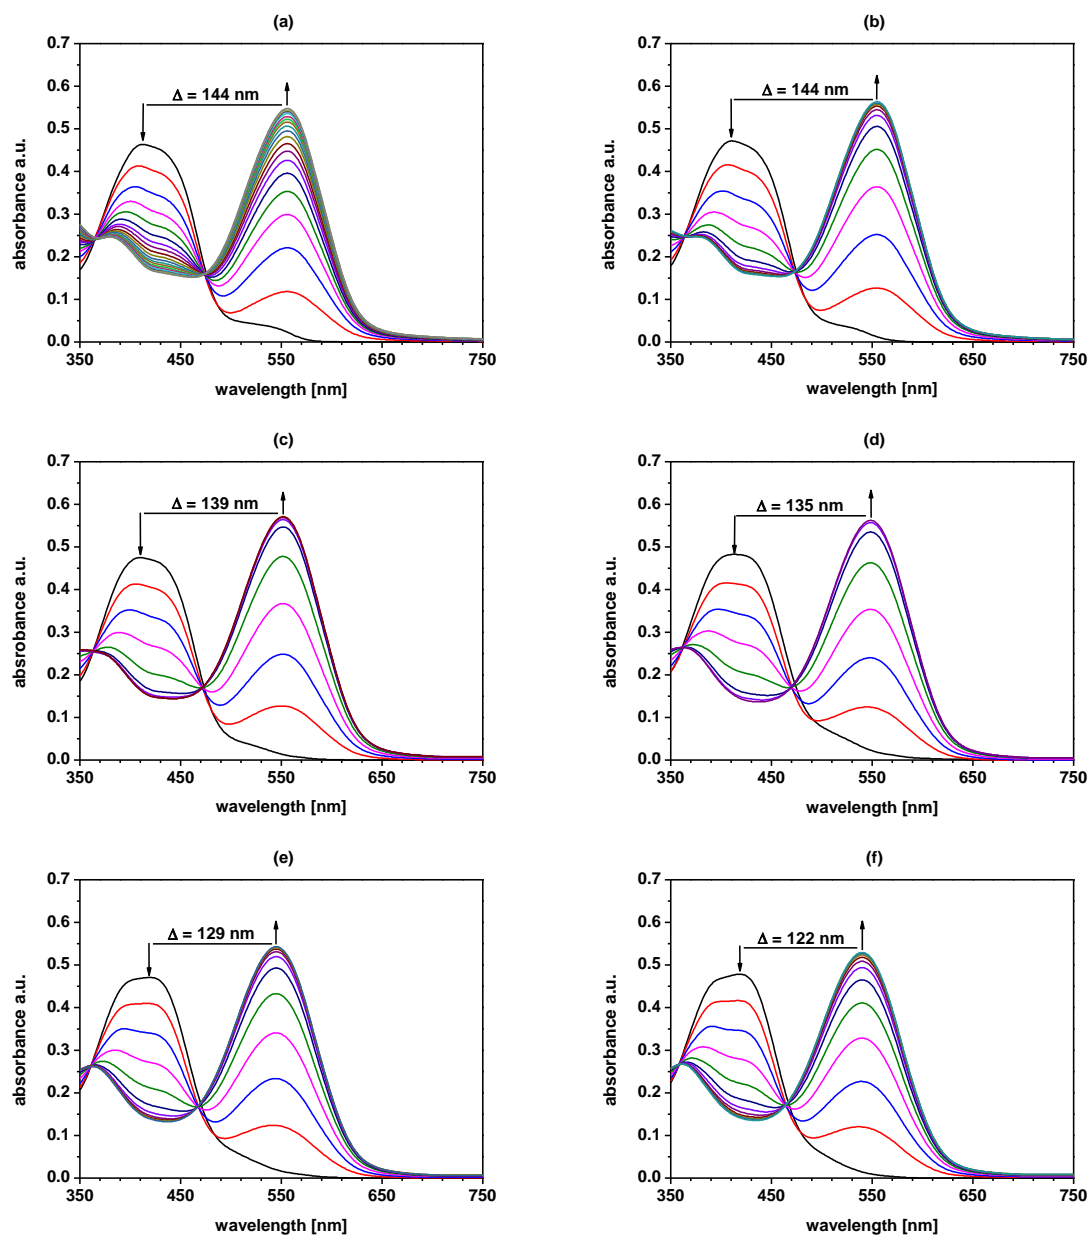 (a)
0.7
0.6
0.5
0.4
0.3
0.2
0.1
0.0
absorbance a.u.
Δ = 144 nm
350 450 550 650 750
wavelength [nm]
(b)
0.7
0.6
0.5
0.4
0.3
0.2
0.1
0.0
absorbance a.u.
Δ = 144 nm
350 450 550 650 750
wavelength [nm]
(c)
0.7
0.6
0.5
0.4
0.3
0.2
0.1
0.0
absorbance a.u.
Δ = 139 nm
350 450 550 650 750
wavelength [nm]
(d)
0.7
0.6
0.5
0.4
0.3
0.2
0.1
0.0
absorbance a.u.
Δ = 135 nm
350 450 550 650 750
wavelength [nm]
(e)
0.7
0.6
0.5
0.4
0.3
0.2
0.1
0.0
absorbance a.u.
Δ = 129 nm
350 450 550 650 750
wavelength [nm]
(f)
0.7
0.6
0.5
0.4
0.3
0.2
0.1
0.0
absorbance a.u.
Δ = 122 nm
350 450 550 650 750
wavelength [nm]